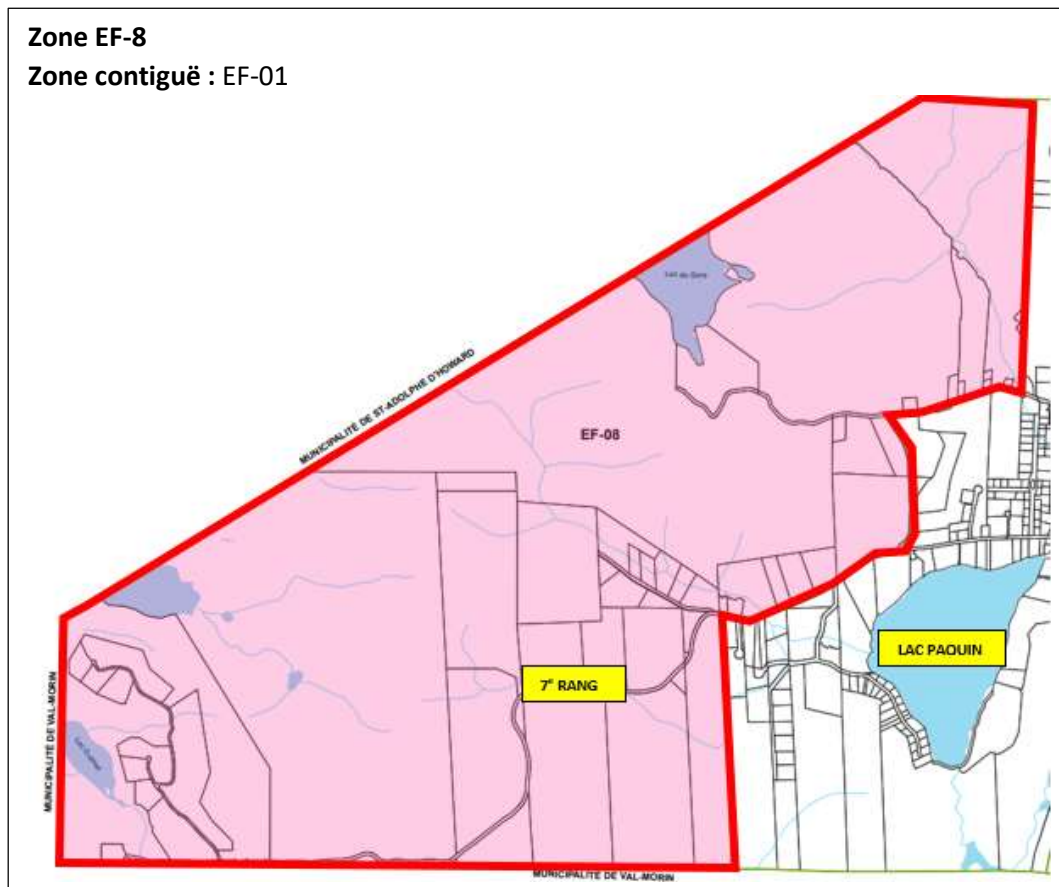 Zone EF-8
Zone contiguë : EF-01
MUNICIPALITÉ DE ST-ADOLPHE D'HOWARD
EF-08
LAC PAQUIN
7e RANG
MUNICIPALITÉ DE VAL-MORIN
MUNICIPALITÉ DE VAL-MORIN